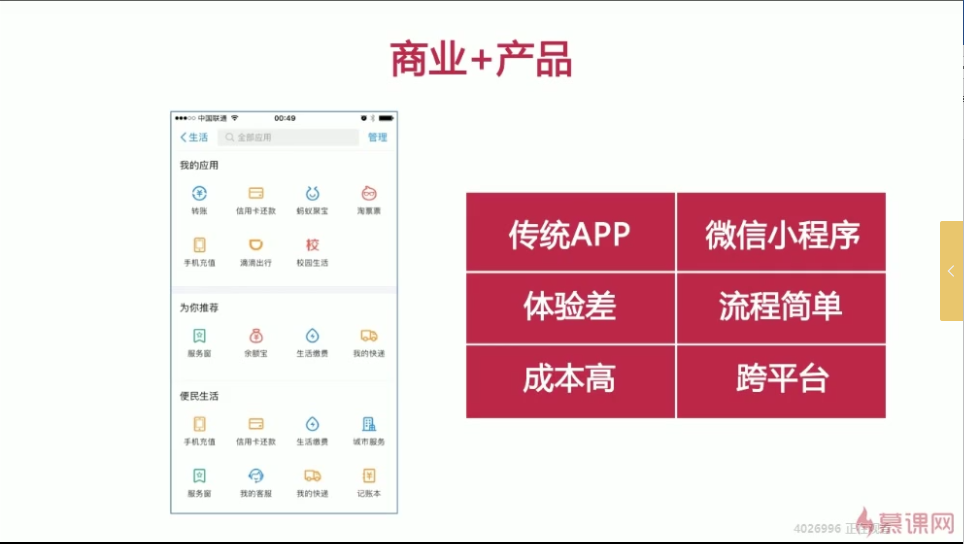 商业+产品
中国联通 00:49
生活 全部应用 管理
我的应用
转账 信用卡还款 蚂蚁聚宝 淘票票
手机充值 滴滴出行 校 校园生活
为你推荐
服务窗 余额宝 生活缴费 我的快递
便民生活
手机充值 信用卡还款 生活缴费 城市服务
服务窗 我的客服 我的快递 记账本
传统APP 微信小程序
体验差 流程简单
成本高 跨平台
4026996 正在观看
慕课网